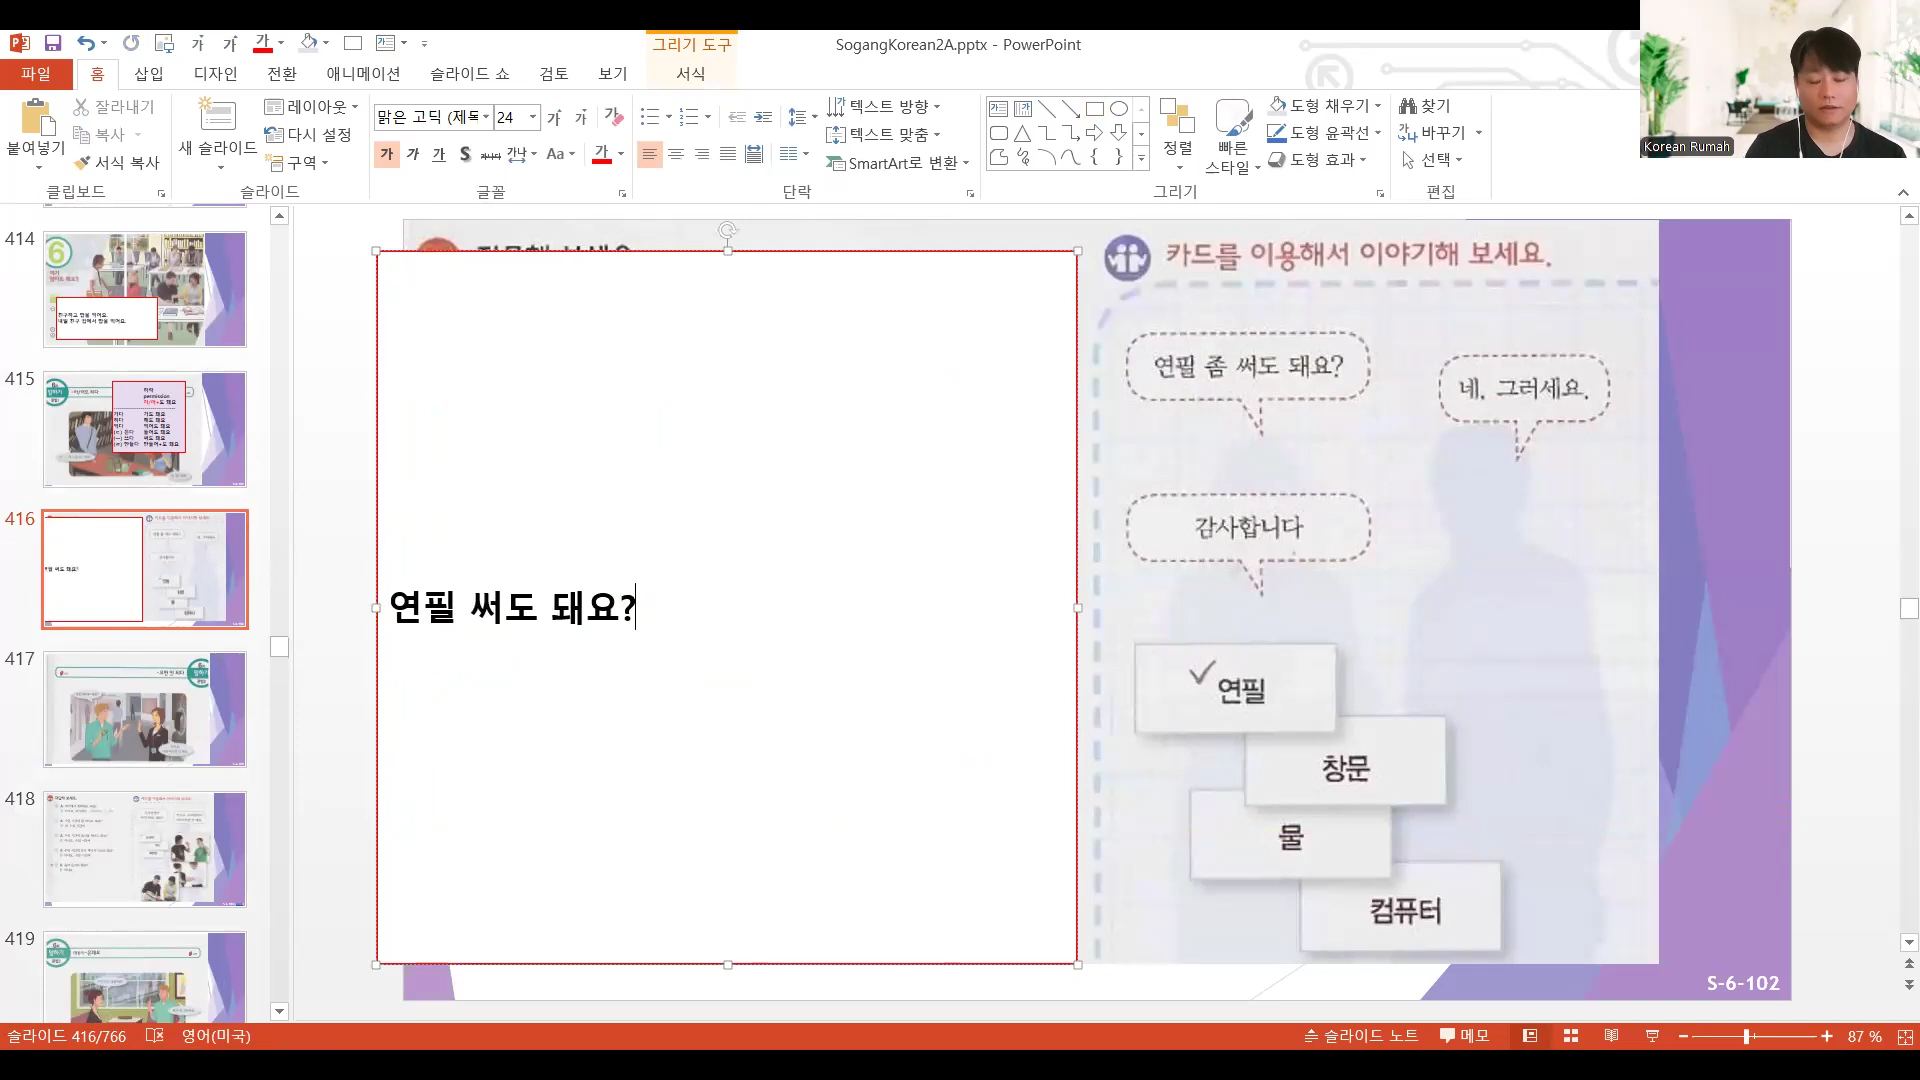 그리기 도구
SogangKorean2A.pptx - PowerPoint
파일 홈 삽입 디자인 전환 애니메이션 슬라이드 쇼 검토 보기 서식
붙여넣기
잘라내기
복사
서식 복사
클립보드
새 슬라이드
레이아웃
다시 설정
구역
슬라이드
맑은 고딕 (제목 24
글꼴
텍스트 방향
텍스트 맞춤
SmartArt로 변환
단락
정렬
빠른
스타일
도형 채우기
도형 윤곽선
도형 효과
그리기
찾기
바꾸기
선택
편집
Korean Rumah
414
415
416
417
418
419
카드를 이용해서 이야기해 보세요.
연필 좀 써도 돼요?
네, 그러세요.
감사합니다
연필 써도 돼요?
연필
창문
물
컴퓨터
S-6-102
슬라이드 416/766 영어(미국)
슬라이드 노트 메모 87 %